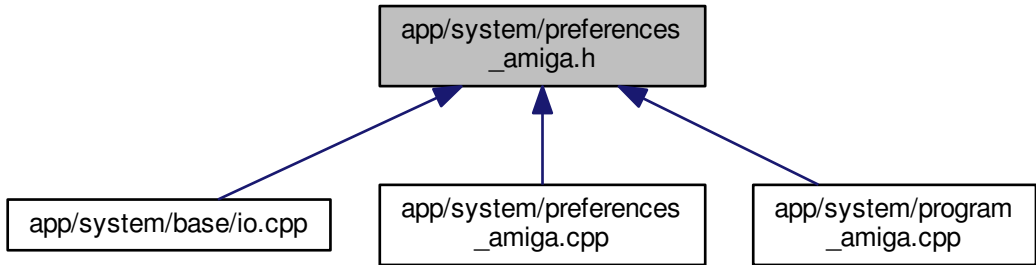 app/system/preferences
_amiga.h
app/system/base/io.cpp
app/system/preferences
_amiga.cpp
app/system/program
_amiga.cpp